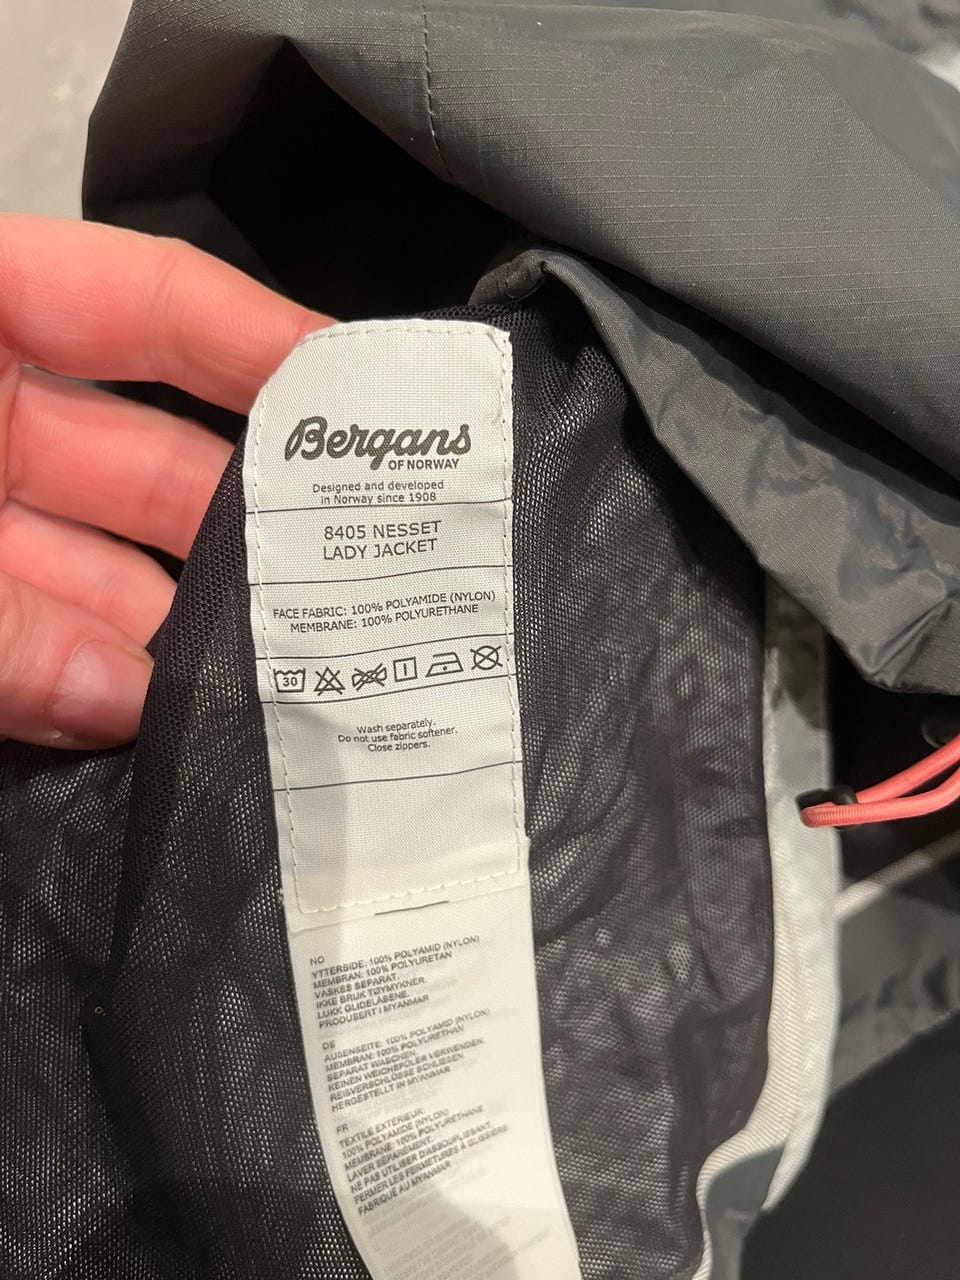 Bergans
OF NORWAY
Designed and developed
in Norway since 1908
8405 NESSET
LADY JACKET
FACE FABRIC: 100% POLYAMIDE (NYLON)
MEMBRANE: 100% POLYURETHANE
30
Wash separately.
Do not use fabric softener.
Close zippers.
NO
YTTERSIDE: 100% POLYAMID (NYLON)
MEMBRAN: 100% POLYURETAN
VASKES SEPARAT.
IKKE BRUK TØYMYKNER
LUKK GLIDELÅSENE.
PRODUSERT I MYANMAR
DE
AUßENSEITE: 100% POLYAMID (NYLON)
MEMBRAN: 100% POLYURETHAN
SEPARAT WASCHEN.
KEINEN WEICHSPÜLER VERWENDEN
REIßVERSCHLÜSSE SCHLIEßEN
HERGESTELLT IN MYANMAR
FR
TEXTILE EXTÉRIEUR:
100% POLYAMIDE (NYLON)
MEMBRANE: 100% POLYURETHANE
LAVER SÉPARÉMENT.
NE PAS UTILISER D'ASSOUPLISSANT.
FERMER LES FERMETURES À GLISSIÈRE.
FABRIQUÉ AU MYANMAR